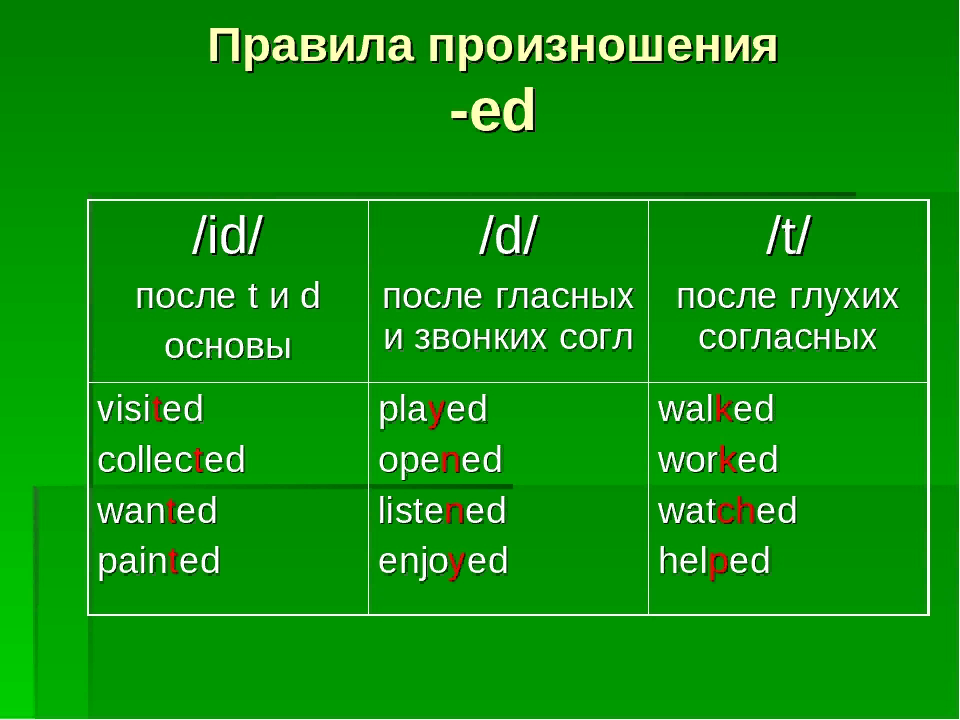 Правила произношения
-ed
/id/
после t и d
основы
/d/
после гласных
и звонких согл
/t/
после глухих
согласных
visited
collected
wanted
painted
played
opened
listened
enjoyed
walked
worked
watched
helped